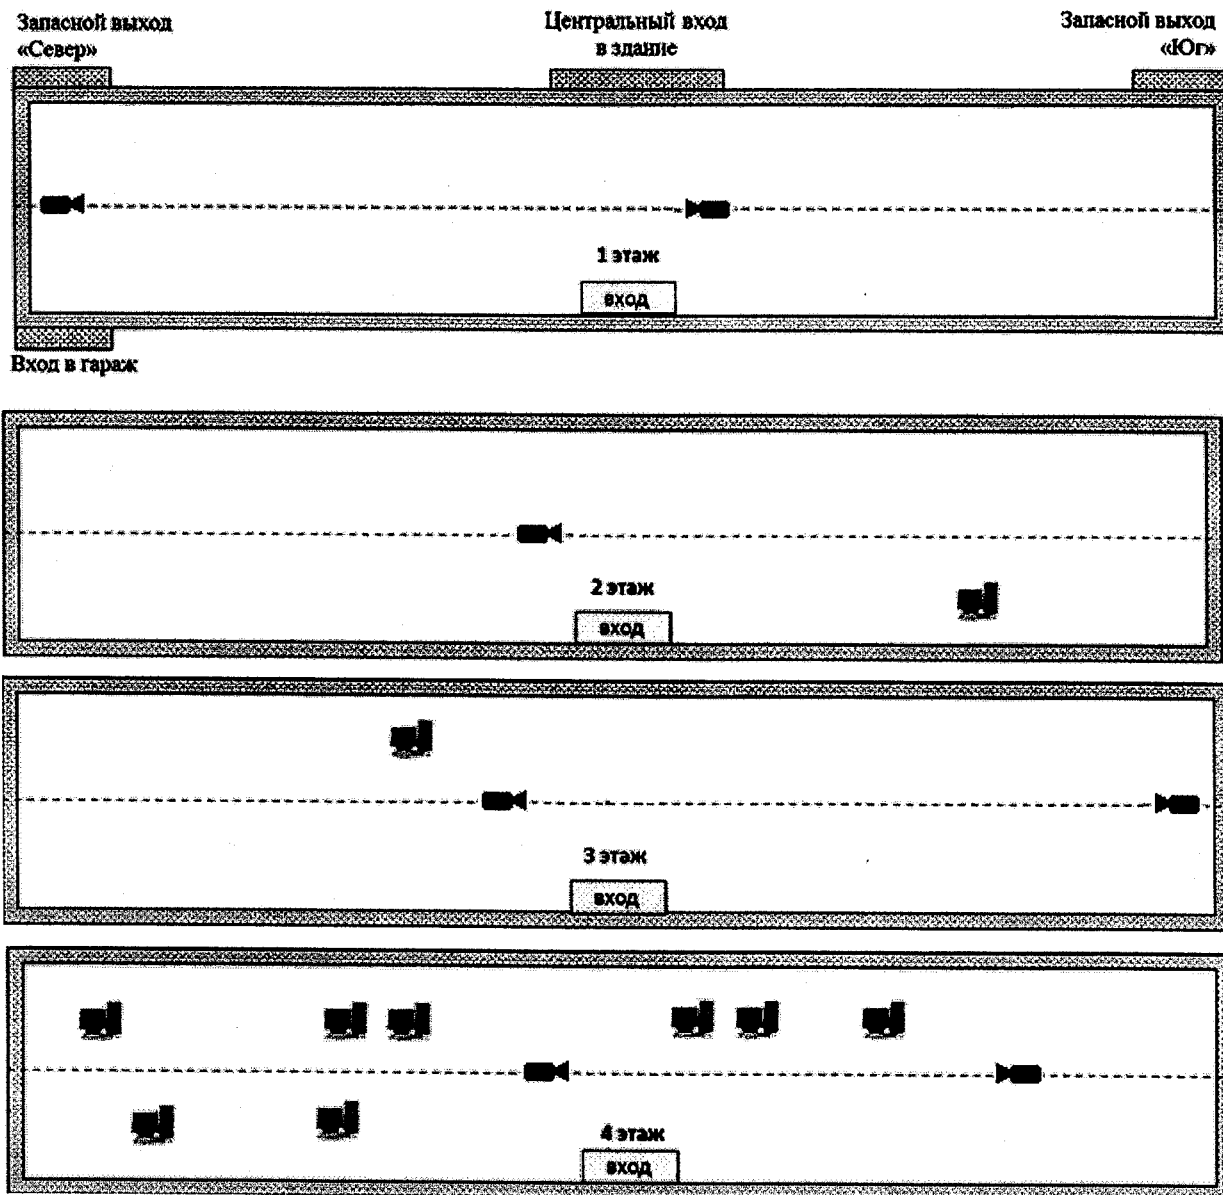 Запасной выход
«Север»
Центральный вход
в здание
Запасной выход
«Юг»
1 этаж
вход
Вход в гараж
2 этаж
вход
3 этаж
вход
4 этаж
вход